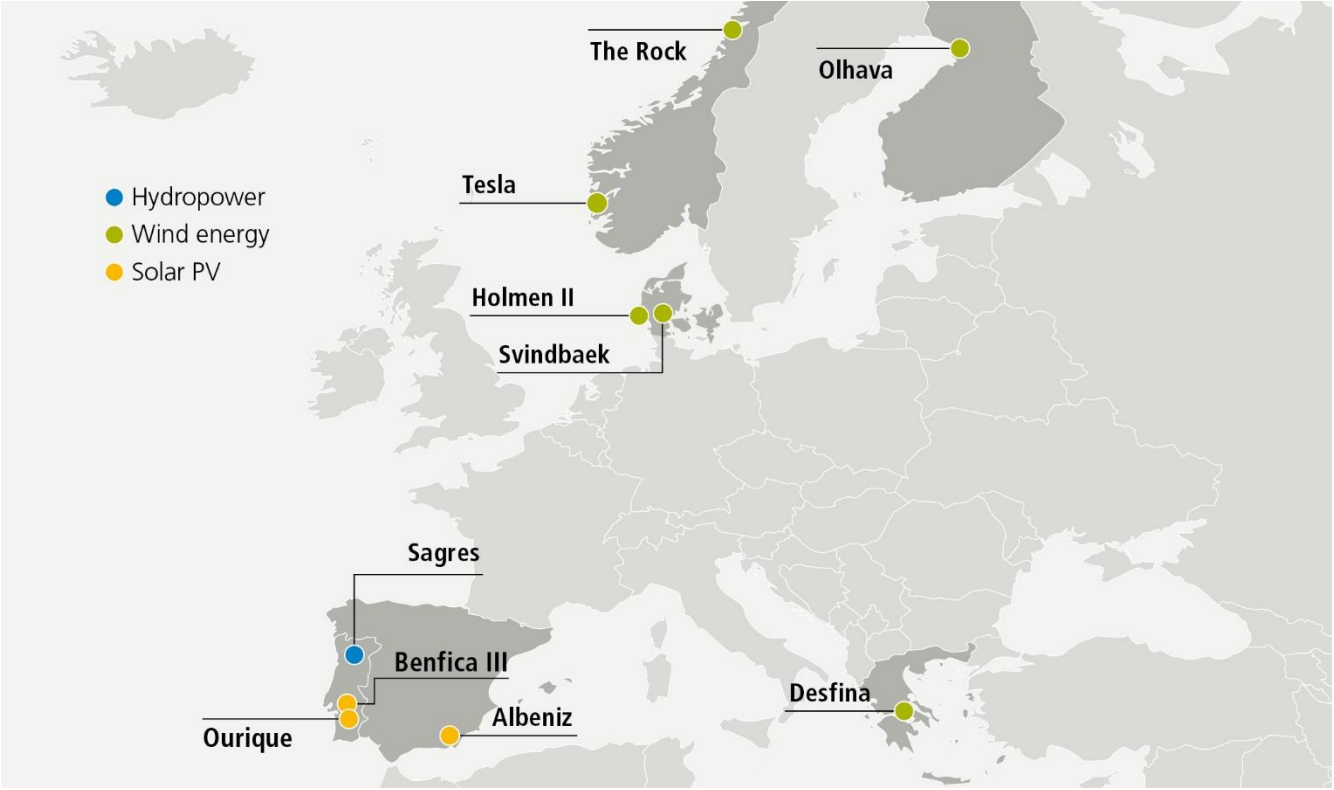 The Rock
Olhava
Tesla
Hydropower
Wind energy
Solar PV
Holmen II
Svindbaek
Sagres
Benfica III
Desfina
Albeniz
Ourique